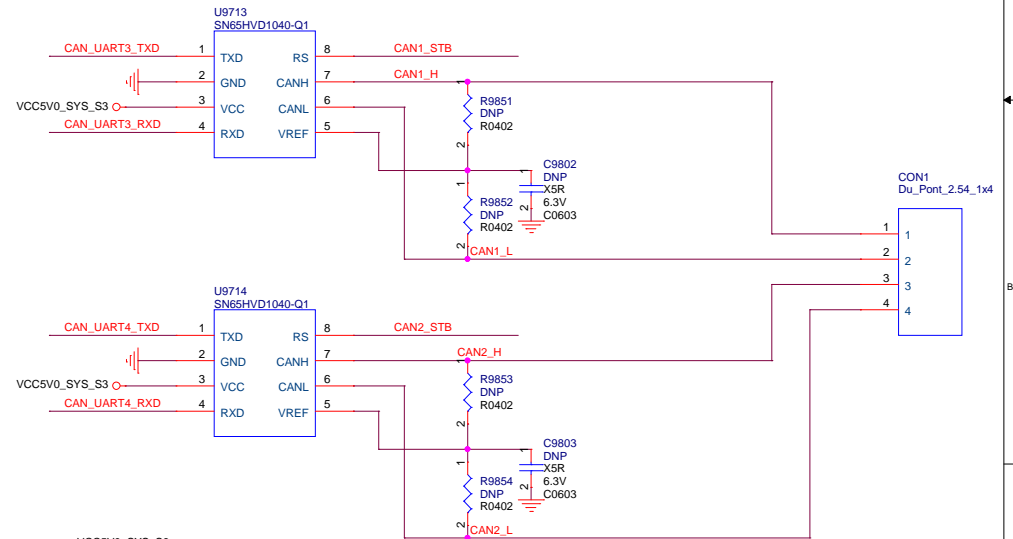 U9713
SN65HVD1040-Q1
CAN_UART3_TXD 1 TXD RS 8 CAN1_STB
2 GND CANH 7 CAN1_H 1
VCC5V0_SYS_S3 3 VCC CANL 6
CAN_UART3_RXD 4 RXD VREF 5
R9851
DNP
R0402
2
1
C9802
DNP
X5R
6.3V
C0603
1
2
R9852
DNP
R0402
2
CAN1_L
CON1
Du_Pont_2.54_1x4
1 1
2 2
3 3
4 4
B
U9714
SN65HVD1040-Q1
CAN_UART4_TXD 1 TXD RS 8 CAN2_STB
2 GND CANH 7 CAN2_H 1
VCC5V0_SYS_S3 3 VCC CANL 6
CAN_UART4_RXD 4 RXD VREF 5
R9853
DNP
R0402
2
1
C9803
DNP
X5R
6.3V
C0603
1
2
R9854
DNP
R0402
2
CAN2_L